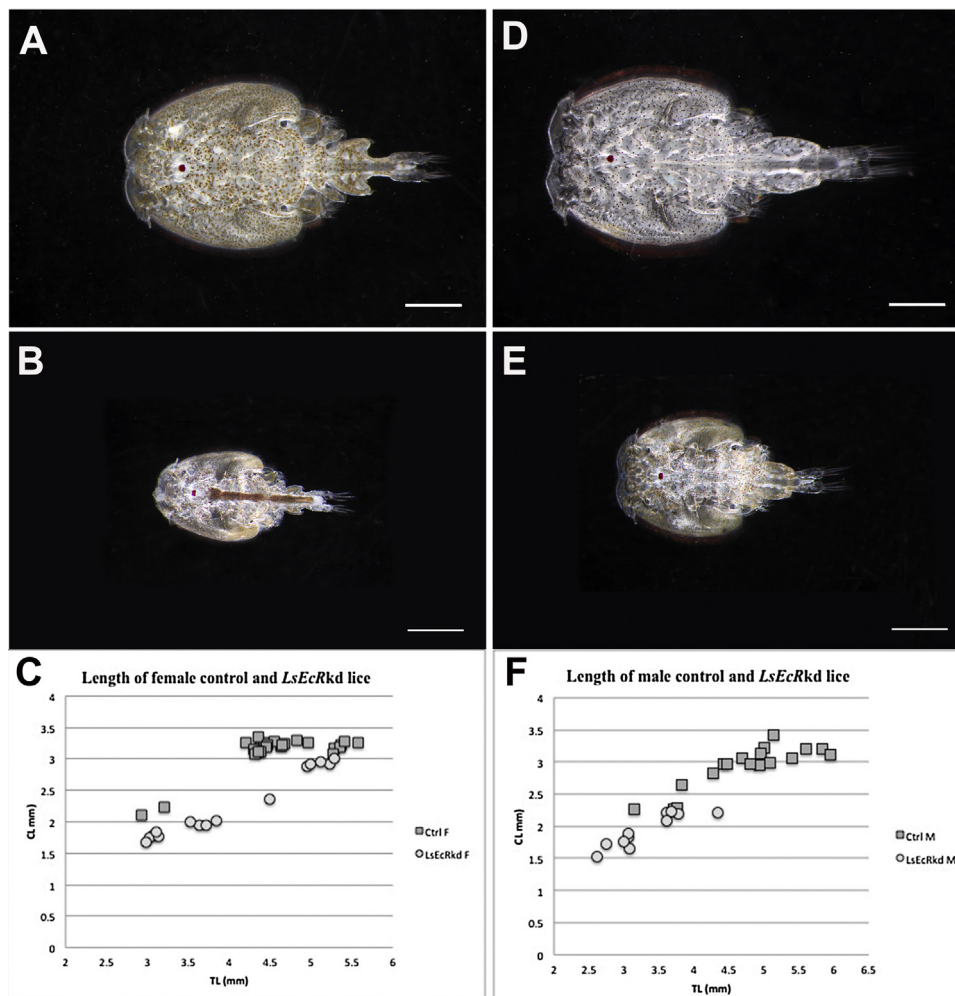 A
D
B
E
C
Length of female control and LsEcRkd lice
4
3.5
3
2.5
2
1.5
1
0.5
0
CL mm)
2
2.5
3
3.5
4
4.5
5
5.5
6
TL (mm)
Ctrl F
LsEcRkd F
F
Length of male control and LsEcRkd lice
4
3.5
3
2.5
2
1.5
1
0.5
0
CL mm)
2
2.5
3
3.5
4
4.5
5
5.5
6
6.5
TL (mm)
Ctrl M
LsEcRkd M